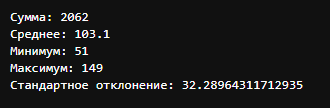 Сумма: 2062
Среднее: 103.1
Минимум: 51
Максимум: 149
Стандартное отклонение: 32.28964311712935